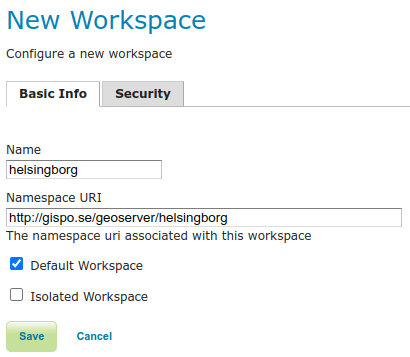 New Workspace
Configure a new workspace
Basic Info Security
Name
helsingborg
Namespace URI
http://gispo.se/geoserver/helsingborg
The namespace uri associated with this workspace
Default Workspace
Isolated Workspace
Save Cancel